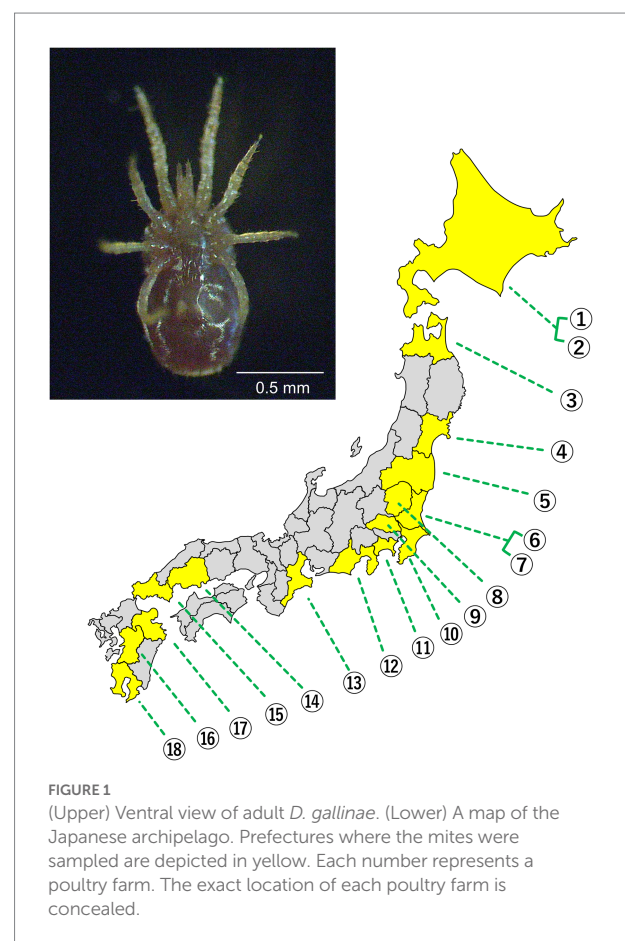 0.5 mm
①
②
③
④
⑤
⑥
⑦
⑧
⑨
⑩
⑪
⑫
⑬
⑭
⑮
⑯
⑰
⑱
FIGURE 1
(Upper) Ventral view of adult D. gallinae. (Lower) A map of the
Japanese archipelago. Prefectures where the mites were
sampled are depicted in yellow. Each number represents a
poultry farm. The exact location of each poultry farm is
concealed.